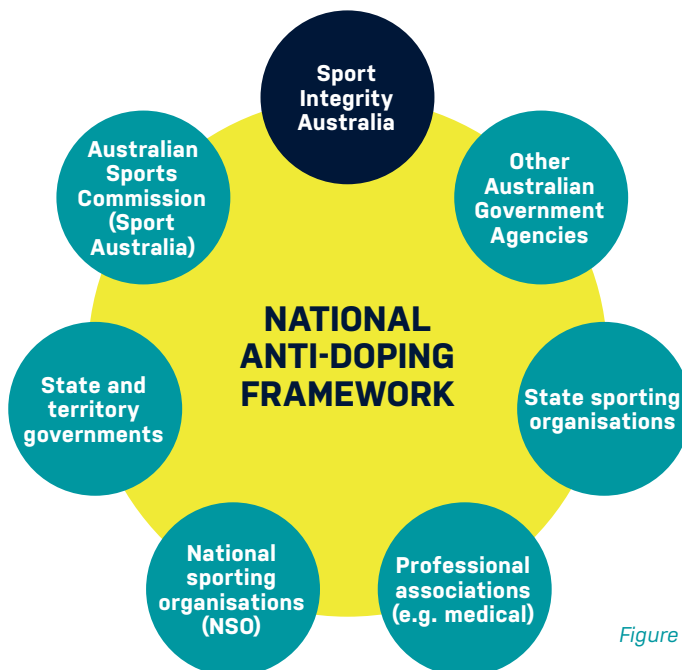 Sport
Integrity
Australia
Australian
Sports
Commission
(Sport
Australia)
Other
Australian
Government
Agencies
NATIONAL
ANTI-DOPING
FRAMEWORK
State and
territory
governments
State sporting
organisations
National
sporting
organisations
(NSO)
Professional
associations
(e.g. medical)
Figure